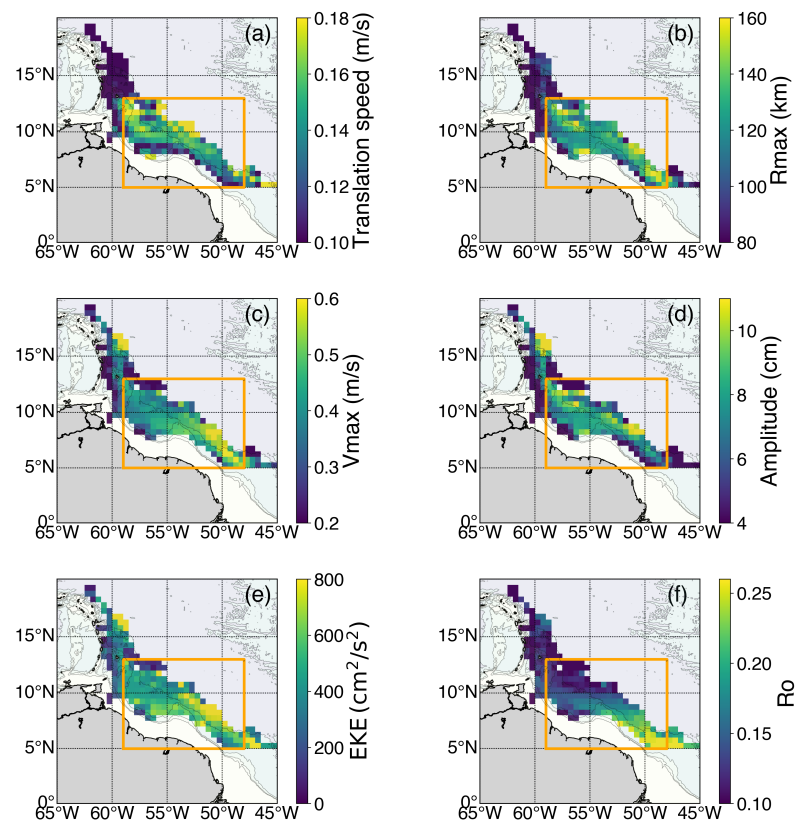 (a)
15°N
10°N
5°N
0°
65°W 60°W 55°W 50°W 45°W
0.18
0.16
0.14
0.12
0.10
Translation speed (m/s)
(b)
15°N
10°N
5°N
0°
65°W 60°W 55°W 50°W 45°W
160
140
120
100
80
Rmax (km)
(c)
15°N
10°N
5°N
0°
65°W 60°W 55°W 50°W 45°W
0.6
0.5
0.4
0.3
0.2
Vmax (m/s)
(d)
15°N
10°N
5°N
0°
65°W 60°W 55°W 50°W 45°W
10
8
6
4
Amplitude (cm)
(e)
15°N
10°N
5°N
0°
65°W 60°W 55°W 50°W 45°W
800
600
400
200
0
EKE (cm²/s²)
(f)
15°N
10°N
5°N
0°
65°W 60°W 55°W 50°W 45°W
0.25
0.20
0.15
0.10
Ro